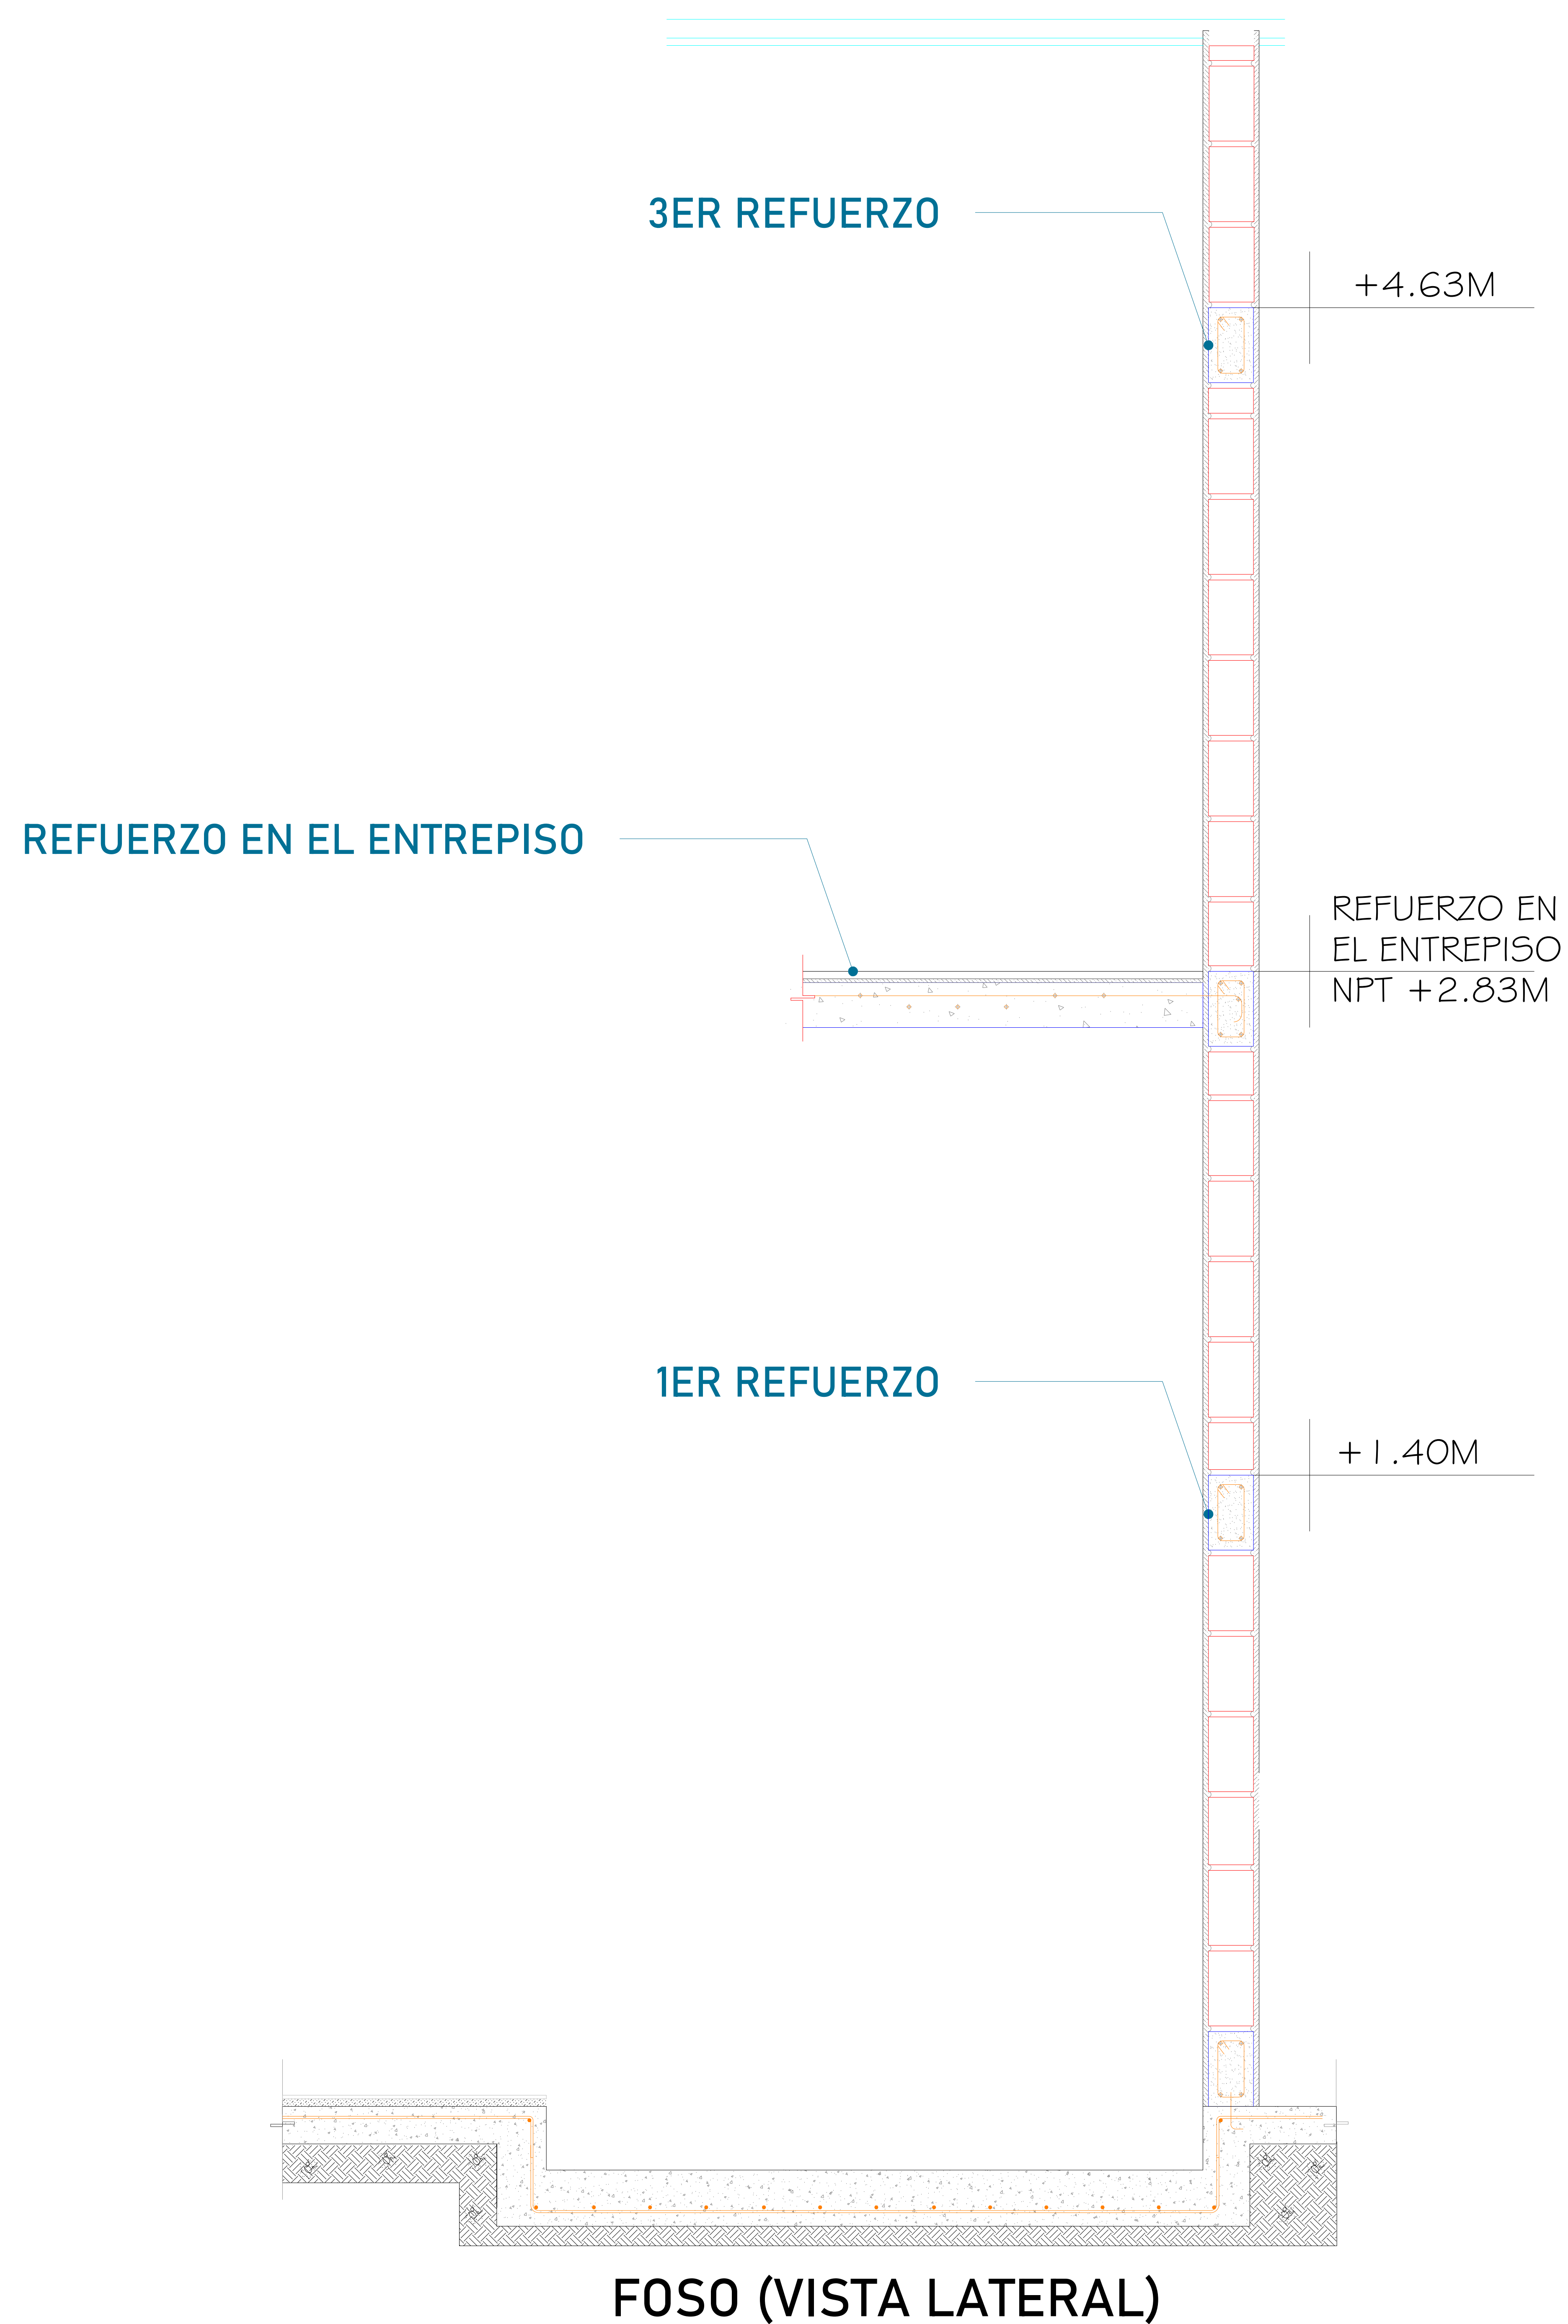 3ER REFUERZO
+4.63M
REFUERZO EN EL ENTREPISO
REFUERZO EN
EL ENTREPISO
NPT +2.83M
1ER REFUERZO
+1.40M
FOSO (VISTA LATERAL)